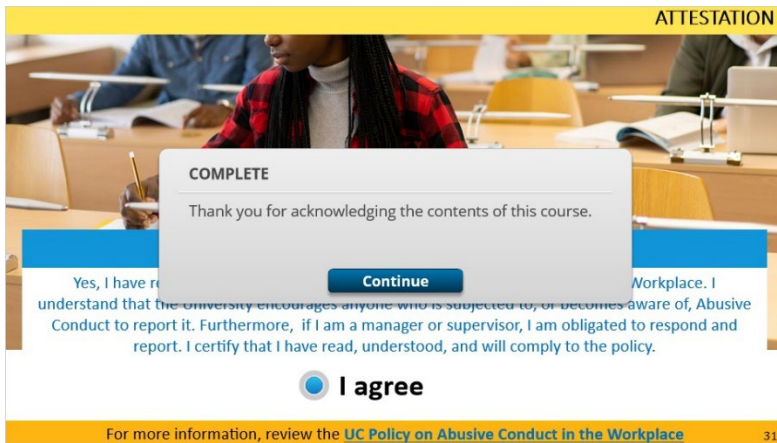 ATTESTATION
COMPLETE
Thank you for acknowledging the contents of this course.
Continue
Yes, I have Workplace. I
understand that the University encourages anyone who is subjected to, or becomes aware of, Abusive
Conduct to report it. Furthermore, if I am a manager or supervisor, I am obligated to respond and
report. I certify that I have read, understood, and will comply to the policy.
I agree
For more information, review the UC Policy on Abusive Conduct in the Workplace 31